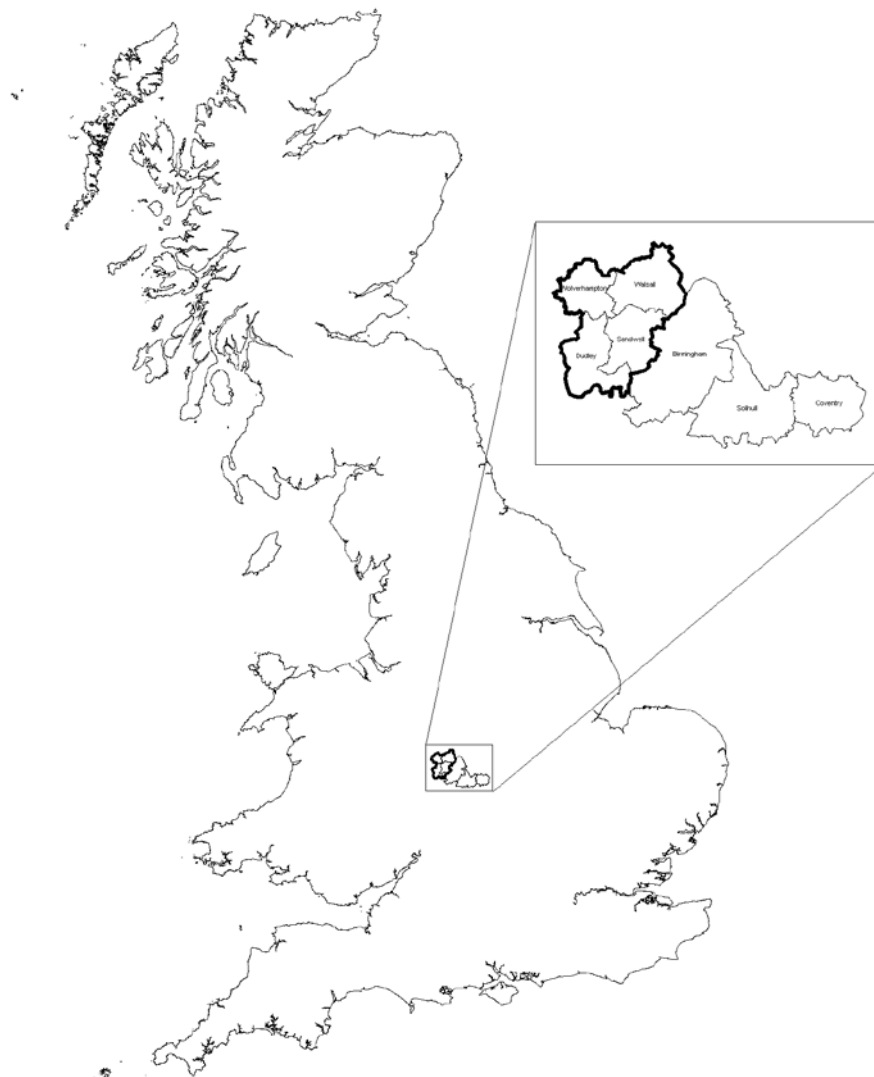 Wolverhampton
Walsall
Sandwell
Dudley
Birmingham
Solihull
Coventry